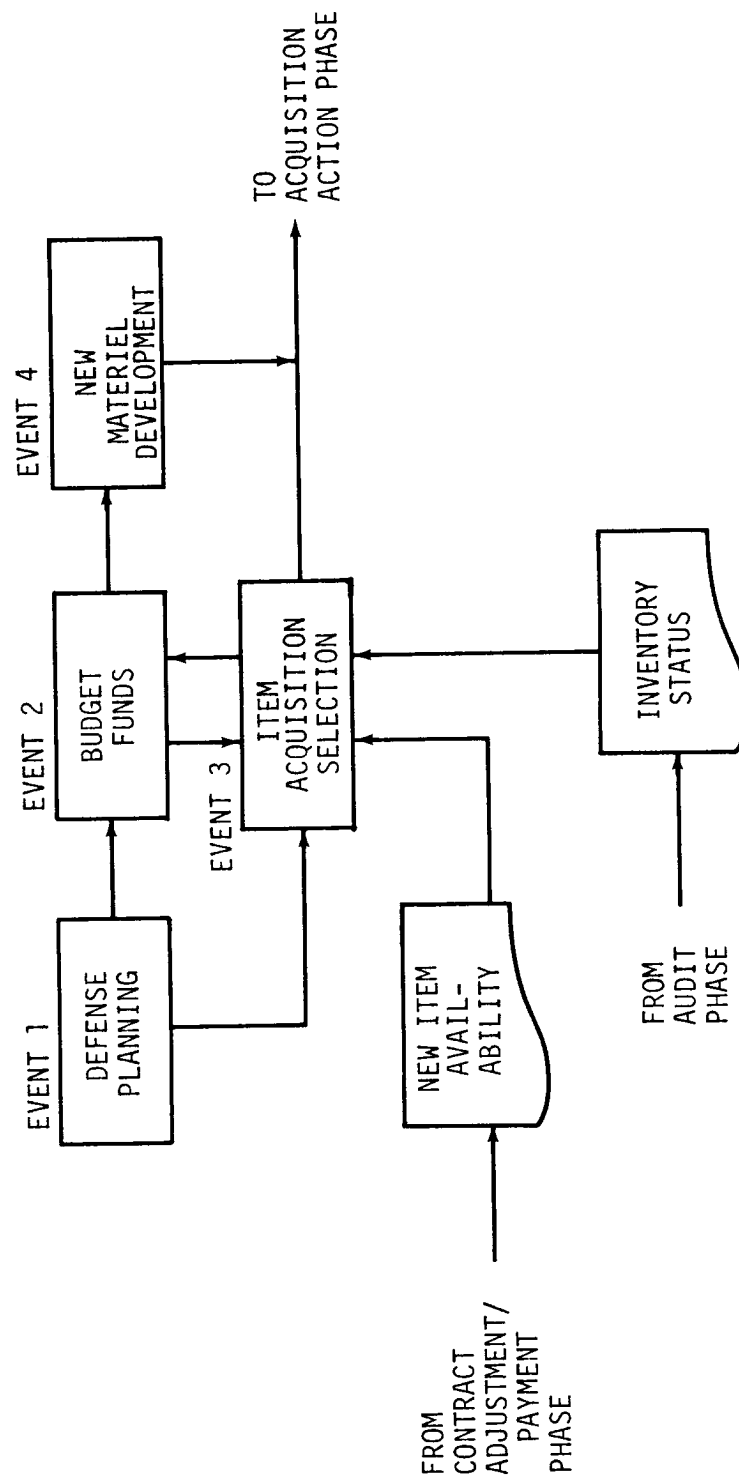 EVENT 1
DEFENSE
PLANNING
EVENT 2
BUDGET
FUNDS
EVENT 4
NEW
MATERIEL
DEVELOPMENT
EVENT 3
ITEM
ACQUISITION
SELECTION
TO
ACQUISITION
ACTION PHASE
NEW ITEM
AVAIL-
ABILITY
INVENTORY
STATUS
FROM
CONTRACT
ADJUSTMENT/
PAYMENT
PHASE
FROM
AUDIT
PHASE